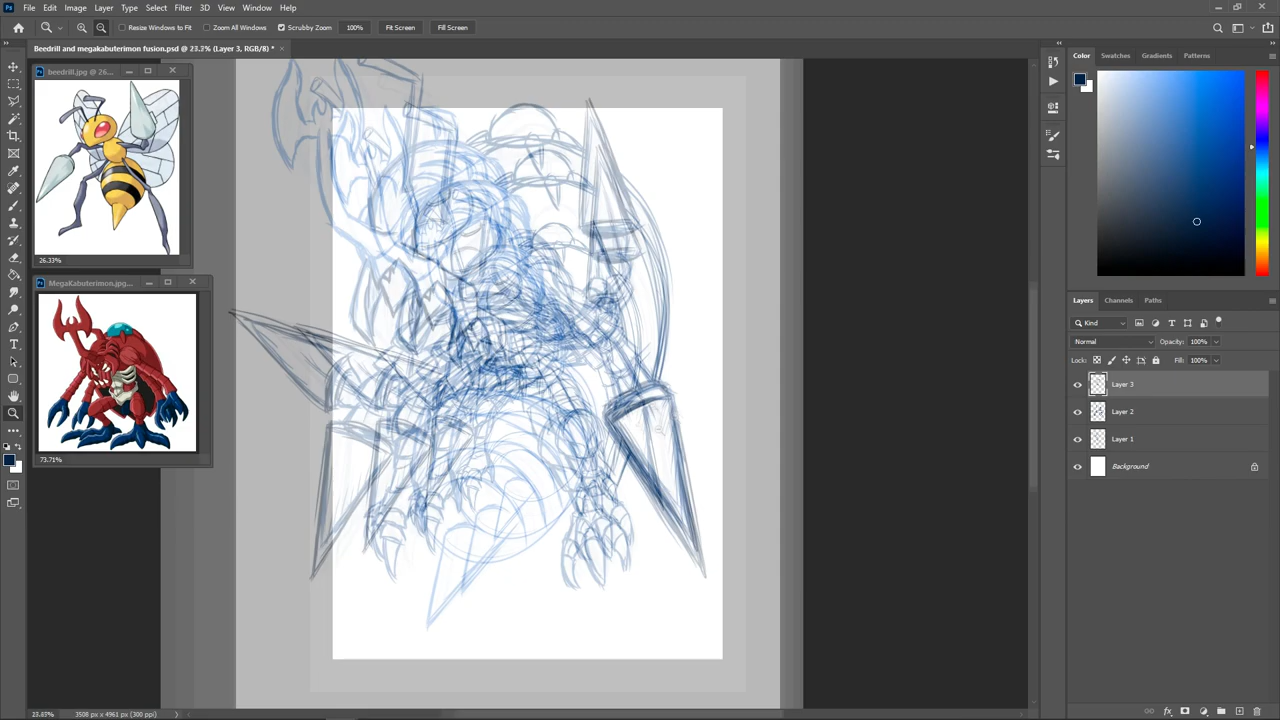 File Edit Image Layer Type Select Filter 3D View Window Help
Resize Windows to Fit Zoom All Windows Scrubby Zoom 100% Fit Screen Fill Screen
Beedrill and megakabuterimon fusion.psd @ 23.3% (Layer 3, RGB/8) *
beedrill.jpg @ 26...
26.33%
MegaKabuterimon.jpg...
73.71%
Color Swatches Gradients Patterns
Layers Channels Paths
Kind
Normal Opacity: 100%
Lock: Fill: 100%
Layer 3
Layer 2
Layer 1
Background
23.83% 3508 px x 4961 px (300 ppi)